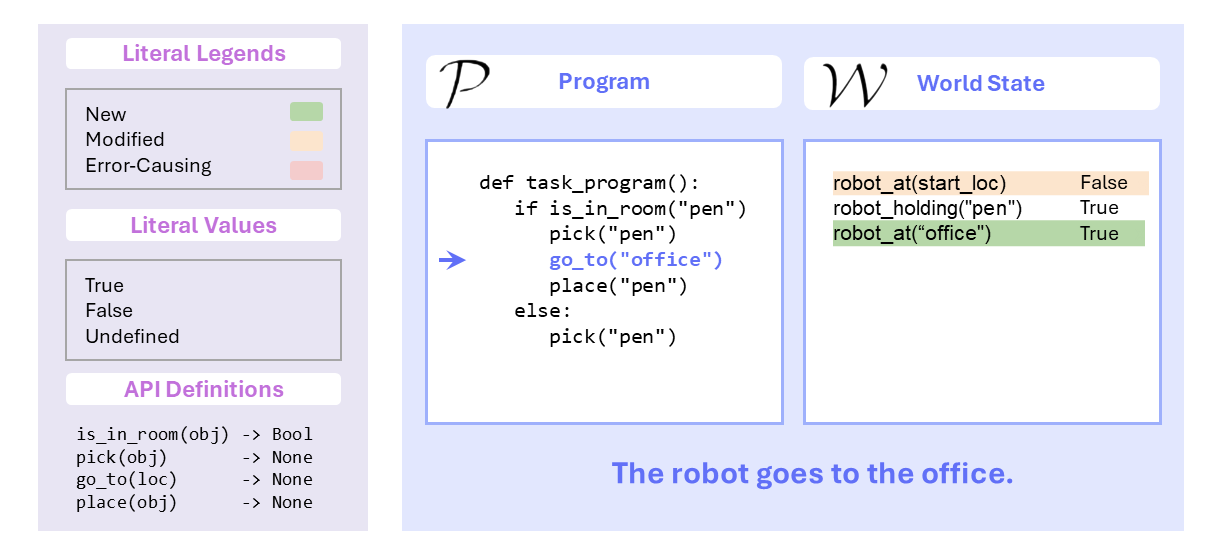 Literal Legends
New
Modified
Error-Causing
Literal Values
True
False
Undefined
API Definitions
is_in_room(obj) -> Bool
pick(obj) -> None
go_to(loc) -> None
place(obj) -> None
P Program
def task_program():
if is_in_room("pen")
pick("pen")
go_to("office")
place("pen")
else:
pick("pen")
W World State
robot_at(start_loc) False
robot_holding("pen") True
robot_at(“office") True
The robot goes to the office.